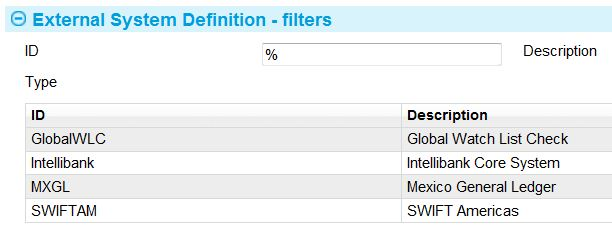 External System Definition - filters
ID % Description
Type
ID Description
GlobalWLC Global Watch List Check
Intellibank Intellibank Core System
MXGL Mexico General Ledger
SWIFTAM SWIFT Americas